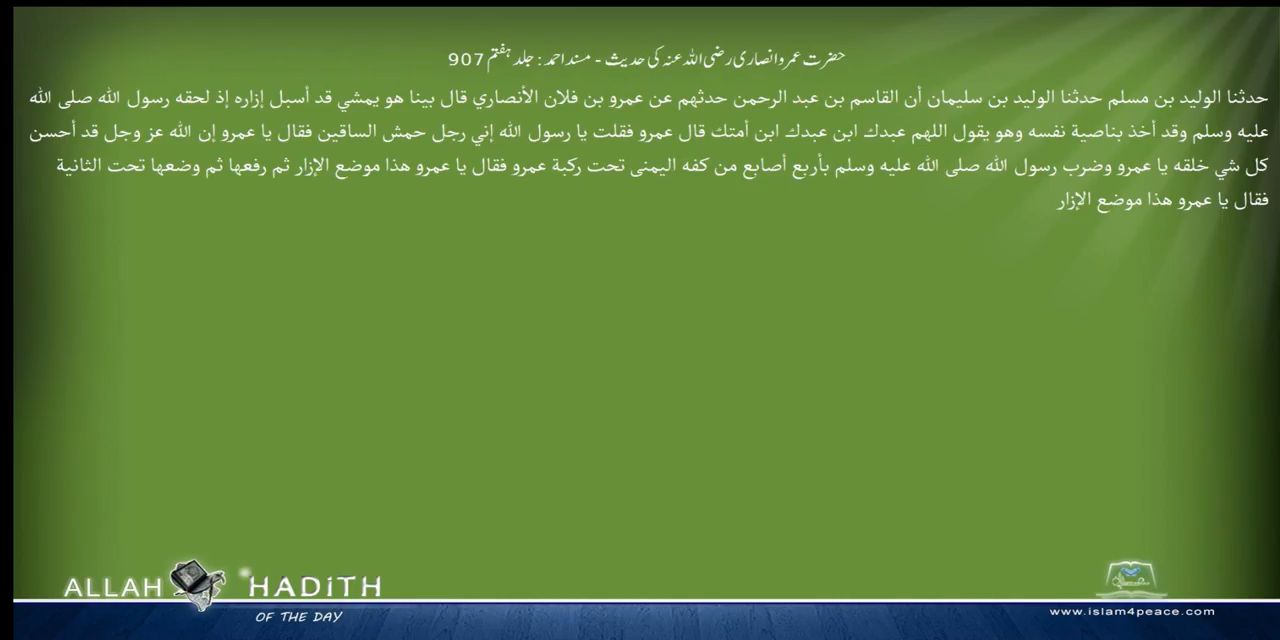 حضرت عمرو انصاری رضی اللہ عنہ کی حدیث - مسند احمد : جلد ہفتم 907
حدثنا الوليد بن مسلم حدثنا الوليد بن سليمان أن القاسم بن عبد الرحمن حدثهم عن عمرو بن فلان الأنصاري قال بينا هو يمشي قد أسبل إزاره إذ لحقه رسول الله صلى الله
عليه وسلم وقد أخذ بناصية نفسه وهو يقول اللهم عبدك ابن عبدك ابن أمتك قال عمرو فقلت يا رسول الله إني رجل حمش الساقين فقال يا عمرو إن الله عز وجل قد أحسن
كل شي خلقه يا عمرو وضرب رسول الله صلى الله عليه وسلم بأربع أصابع من كفه اليمنى تحت ركبة عمرو فقال يا عمرو هذا موضع الإزار ثم رفعها ثم وضعها تحت الثانية
فقال يا عمرو هذا موضع الإزار
ALLAH HADITH
OF THE DAY
www.islam4peace.com